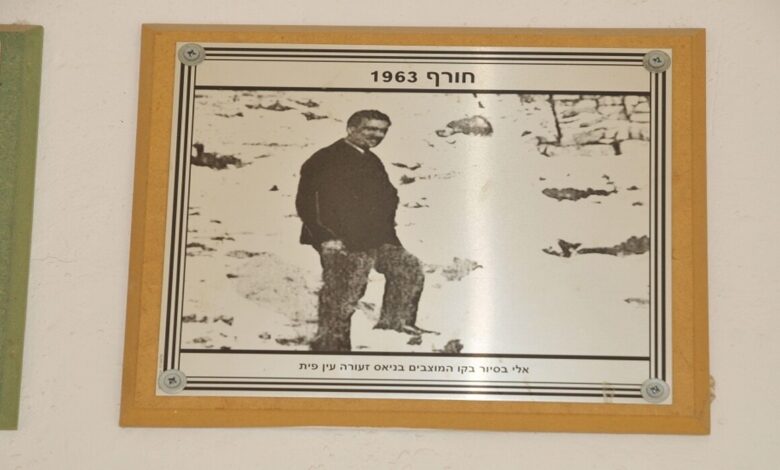 חורף 1963
אלי בסיור בקו המוצבים בניאס זעורה עין פית